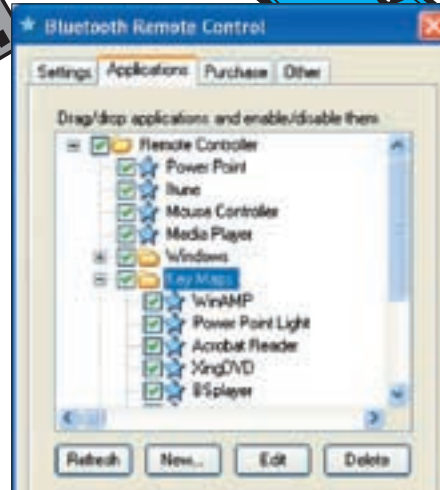 Bluetooth Remote Control
Settings Applications Purchase Other
Drag/drop applications and enable/disable them
Remote Controller
Power Point
Itune
Mouse Controller
Media Player
Windows
Key Maps
WinAMP
Power Point Light
Acrobat Reader
XingDVD
BSplayer
Refresh New... Edit Delete